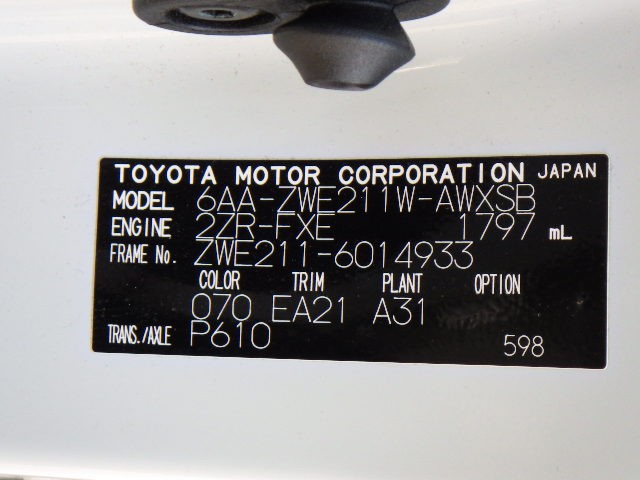 TOYOTA MOTOR CORPORATION JAPAN
MODEL 6AA-ZWE211W-AWXSB
ENGINE 2ZR-FXE 1797 mL
FRAME No. ZWE211-6014933
COLOR TRIM PLANT OPTION
070 EA21 A31
TRANS./AXLE P610
598